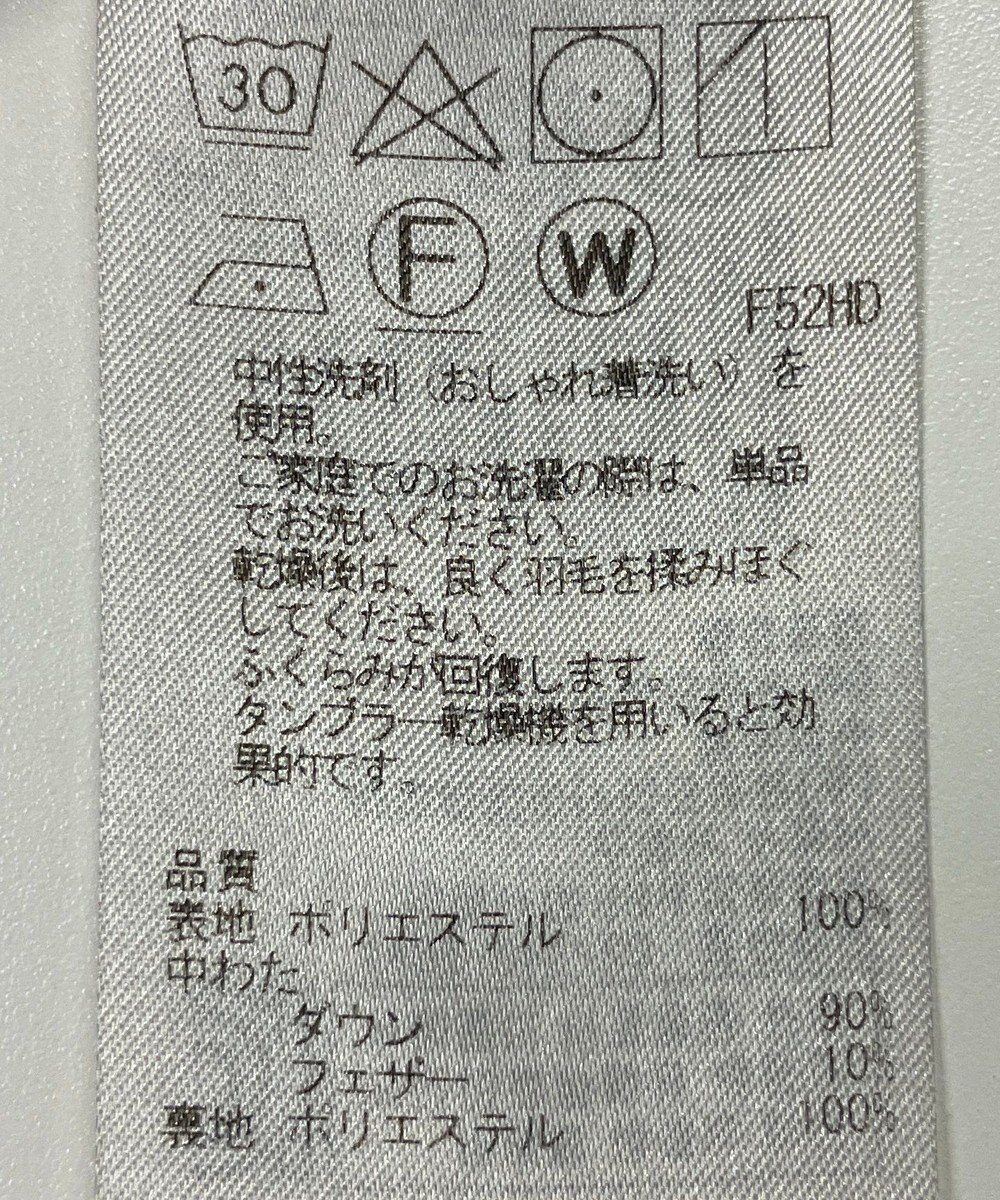 30
F
W
F52HD
中性洗剤(おしゃれ着洗い)を
使用。
ご家庭でのお洗濯の際は、単品
でお洗いください。
乾燥後は、良く羽毛を揉みほぐ
してください。
ふくらみが回復します。
タンブラー乾燥機を用いると効
果的です。
品質
表地 ポリエステル 100%
中わた
ダウン 90%
フェザー 10%
裏地 ポリエステル 100%